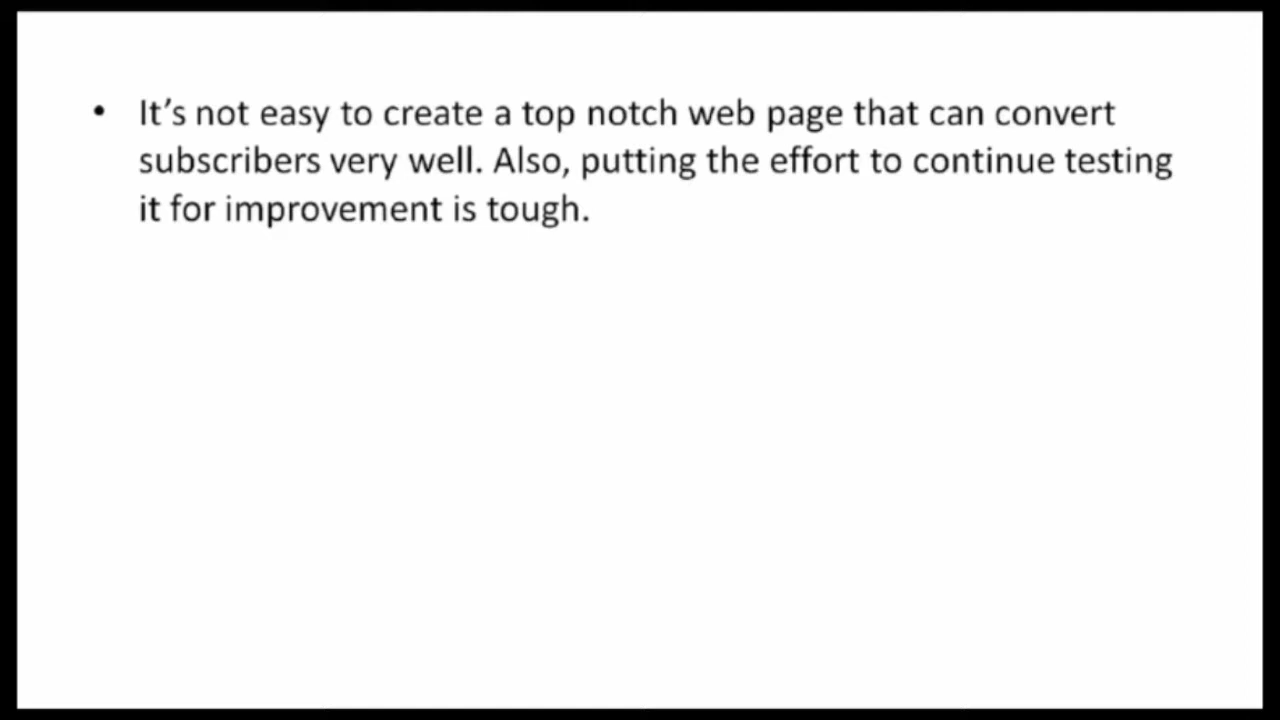 • It's not easy to create a top notch web page that can convert
subscribers very well. Also, putting the effort to continue testing
it for improvement is tough.